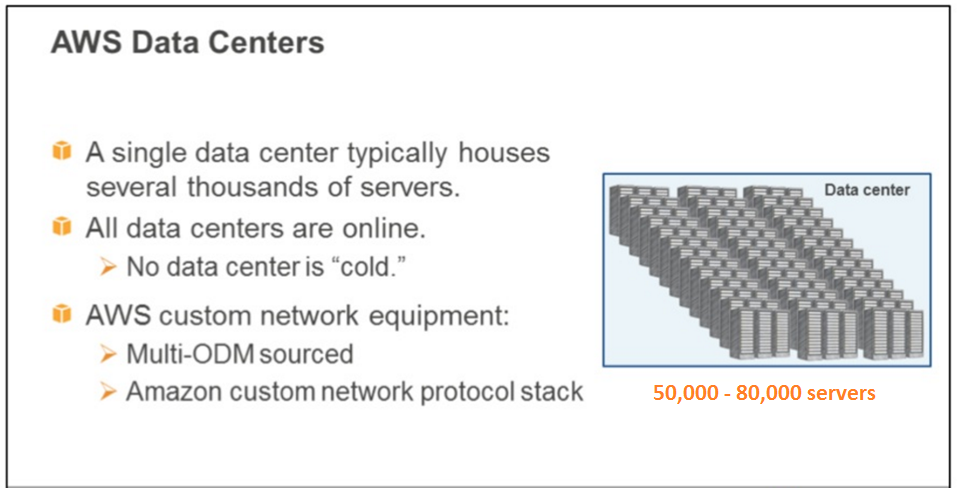 AWS Data Centers
A single data center typically houses
several thousands of servers.
All data centers are online.
No data center is “cold.”
AWS custom network equipment:
Multi-ODM sourced
Amazon custom network protocol stack
Data center
50,000 - 80,000 servers